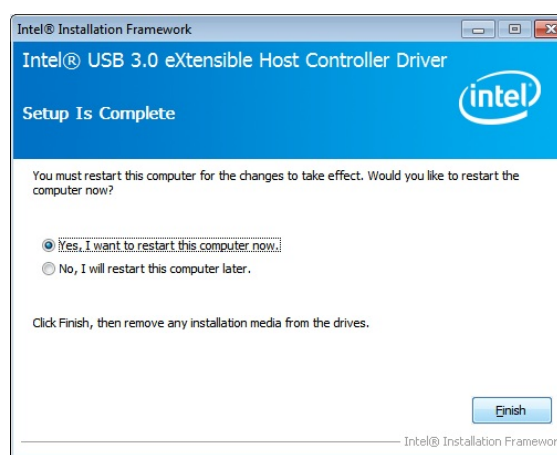 Intel® Installation Framework
Intel® USB 3.0 eXtensible Host Controller Driver
Setup Is Complete
intel
You must restart this computer for the changes to take effect. Would you like to restart the
computer now?
Yes, I want to restart this computer now.
No, I will restart this computer later.
Click Finish, then remove any installation media from the drives.
Finish
Intel® Installation Framewor